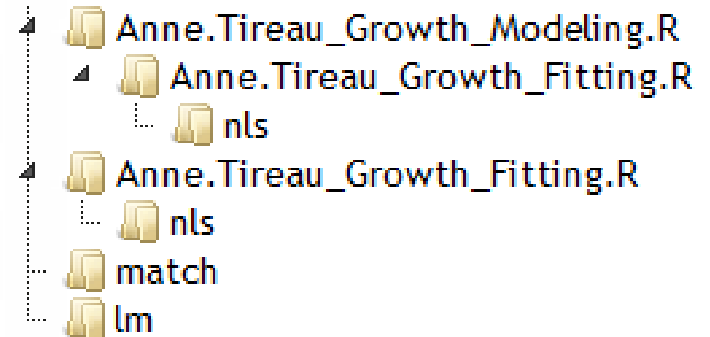 Anne.Tireau_Growth_Modeling.R
Anne.Tireau_Growth_Fitting.R
nls
Anne.Tireau_Growth_Fitting.R
nls
match
lm